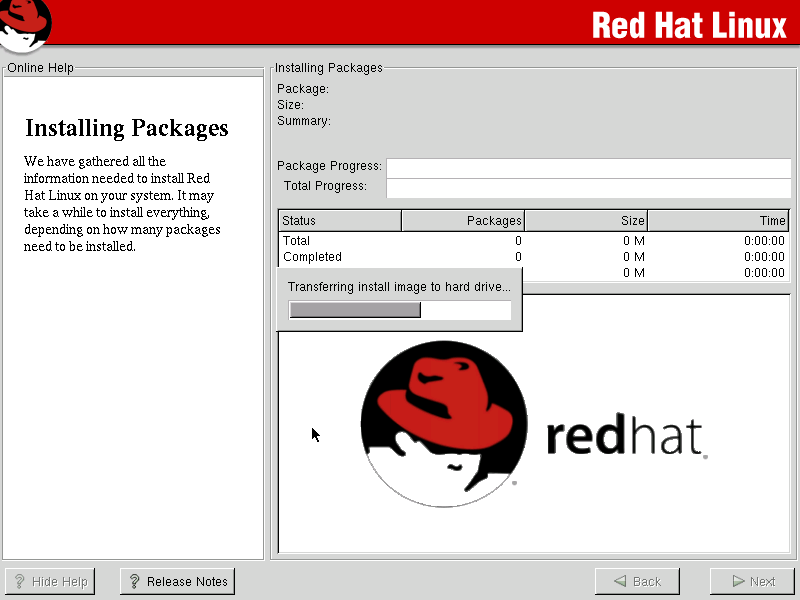 Red Hat Linux
Online Help
Installing Packages
We have gathered all the
information needed to install Red
Hat Linux on your system. It may
take a while to install everything,
depending on how many packages
need to be installed.
Installing Packages
Package:
Size:
Summary:
Package Progress:
Total Progress:
Status Packages Size Time
Total 0 0 M 0:00:00
Completed 0 0 M 0:00:00
0 M 0:00:00
Transferring install image to hard drive...
redhat.
Hide Help
Release Notes
Back
Next